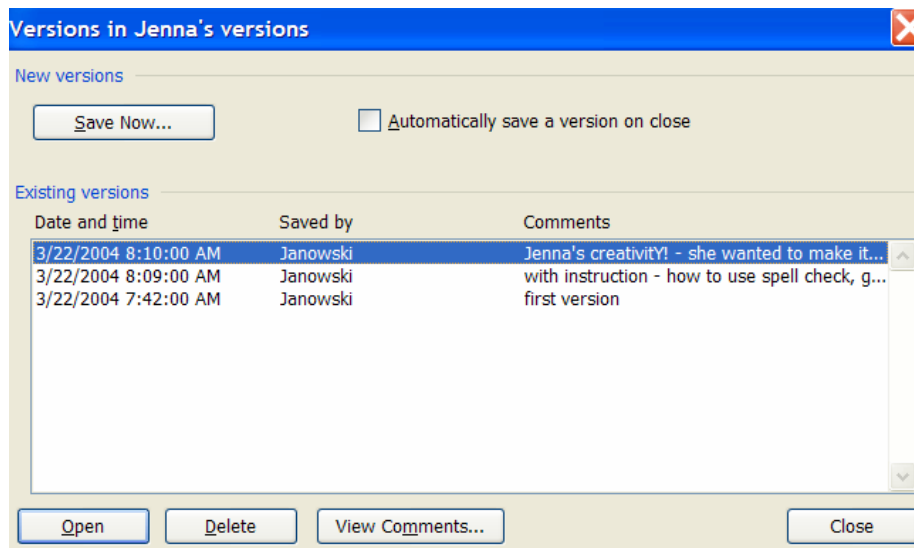 Versions in Jenna's versions
New versions
Save Now...
Automatically save a version on close
Existing versions
Date and time Saved by Comments
3/22/2004 8:10:00 AM Janowski Jenna's creativitY! - she wanted to make it...
3/22/2004 8:09:00 AM Janowski with instruction - how to use spell check, g...
3/22/2004 7:42:00 AM Janowski first version
Open Delete View Comments... Close